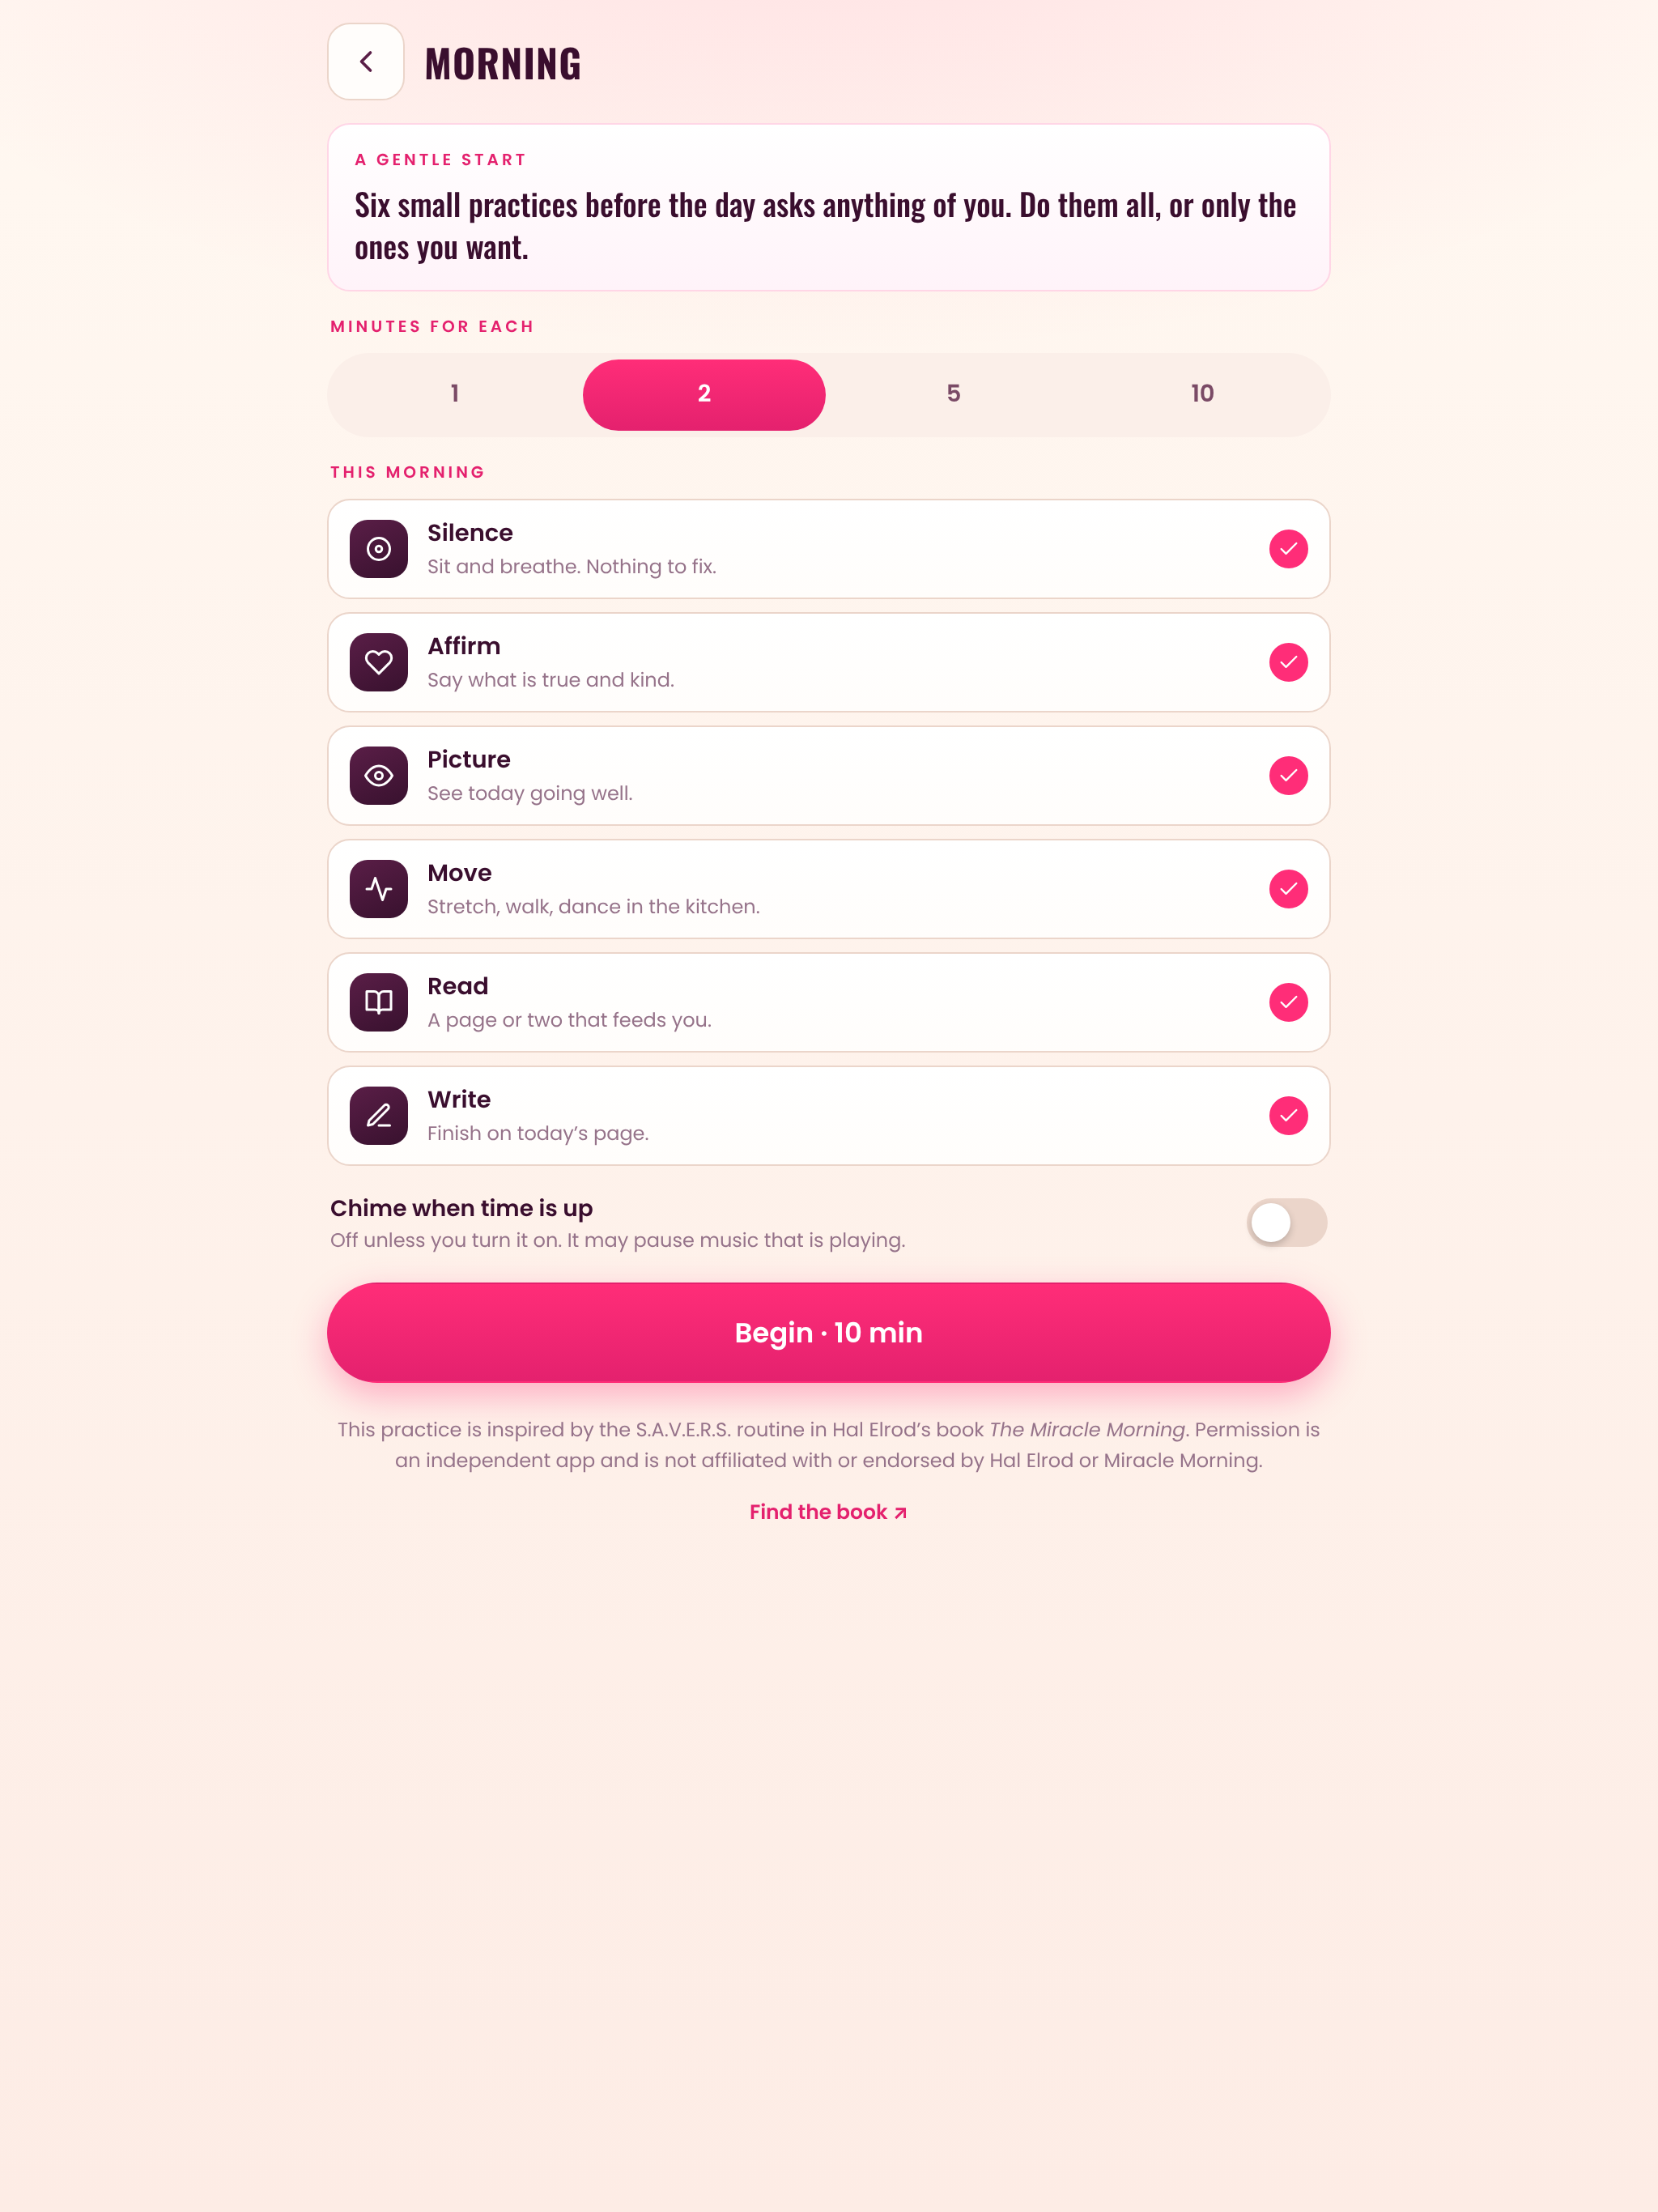 MORNING
A GENTLE START
Six small practices before the day asks anything of you. Do them all, or only the
ones you want.
MINUTES FOR EACH
1 2 5 10
THIS MORNING
Silence
Sit and breathe. Nothing to fix.
Affirm
Say what is true and kind.
Picture
See today going well.
Move
Stretch, walk, dance in the kitchen.
Read
A page or two that feeds you.
Write
Finish on today’s page.
Chime when time is up
Off unless you turn it on. It may pause music that is playing.
Begin · 10 min
This practice is inspired by the S.A.V.E.R.S. routine in Hal Elrod’s book The Miracle Morning. Permission is
an independent app and is not affiliated with or endorsed by Hal Elrod or Miracle Morning.
Find the book ↗